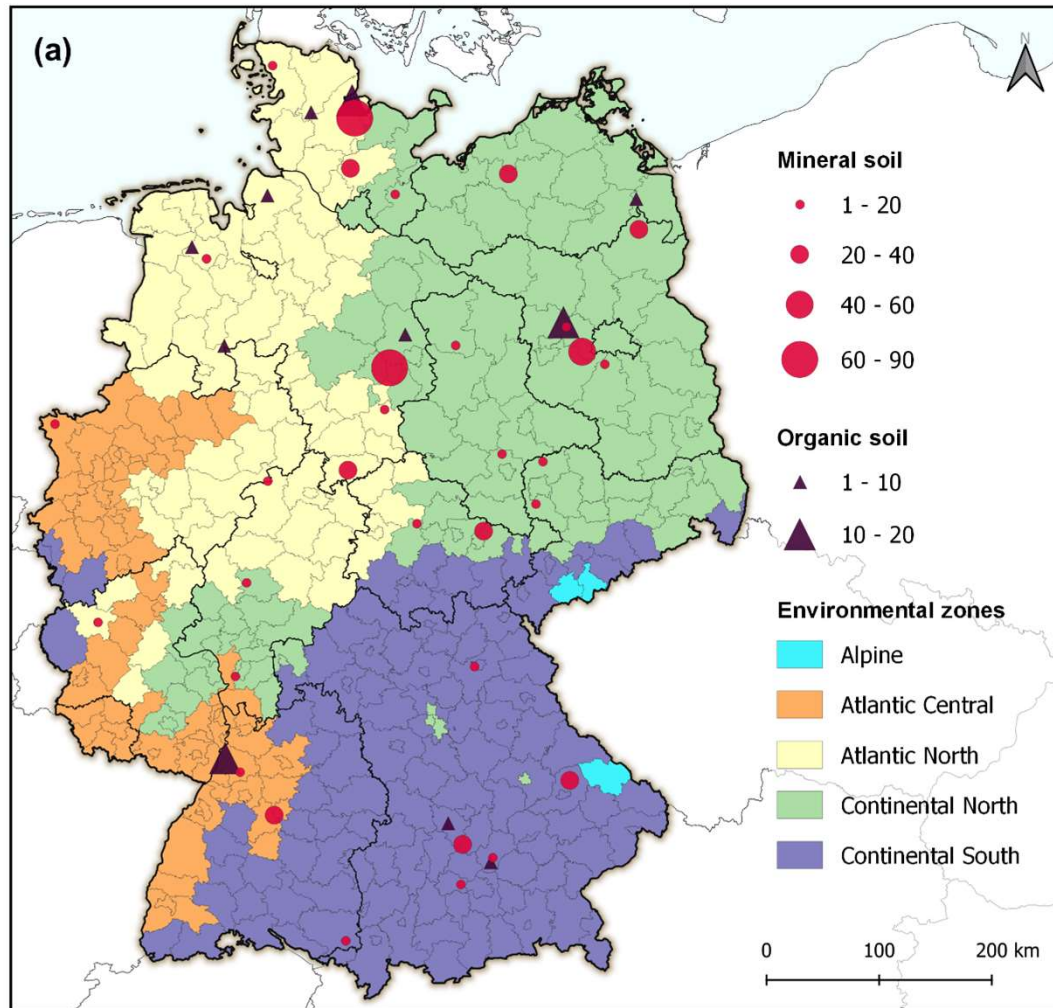 (a)
N
Mineral soil
1 - 20
20 - 40
40 - 60
60 - 90
Organic soil
1 - 10
10 - 20
Environmental zones
Alpine
Atlantic Central
Atlantic North
Continental North
Continental South
0 100 200 km